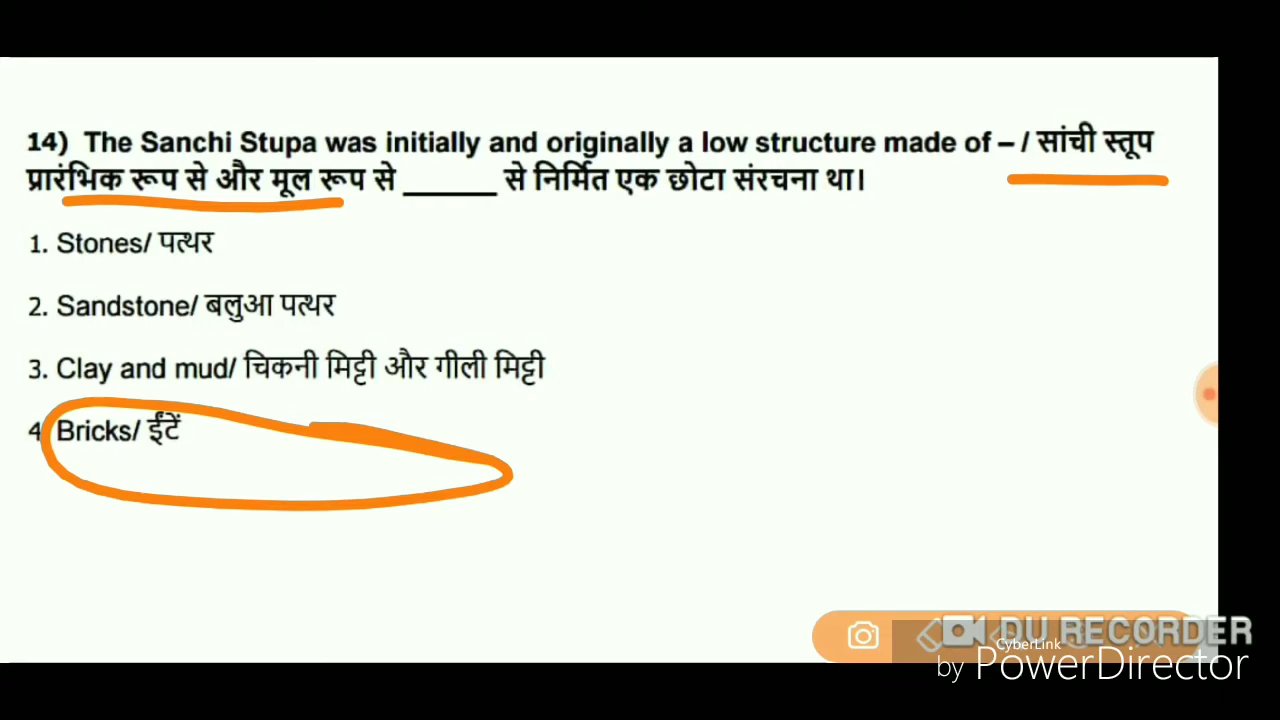 14) The Sanchi Stupa was initially and originally a low structure made of – / सांची स्तूप
प्रारंभिक रूप से और मूल रूप से ______ से निर्मित एक छोटा संरचना था।
1. Stones/ पत्थर
2. Sandstone/ बलुआ पत्थर
3. Clay and mud/ चिकनी मिट्टी और गीली मिट्टी
4 Bricks/ ईंटें
DU RECORDER
CyberLink
by PowerDirector